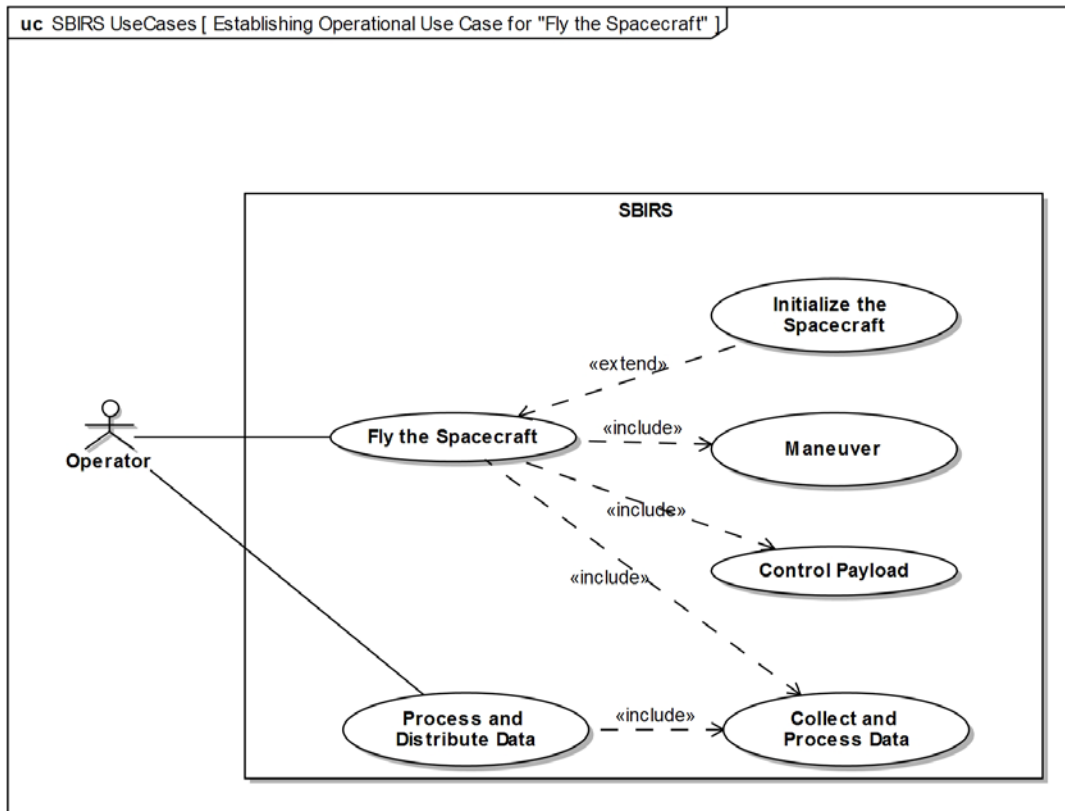 uc SBIRS UseCases [ Establishing Operational Use Case for "Fly the Spacecraft" ]
SBIRS
Initialize the
Spacecraft
«extend»
Fly the Spacecraft
«include»
Maneuver
Operator
«include»
Control Payload
«include»
Process and
Distribute Data
«include»
Collect and
Process Data